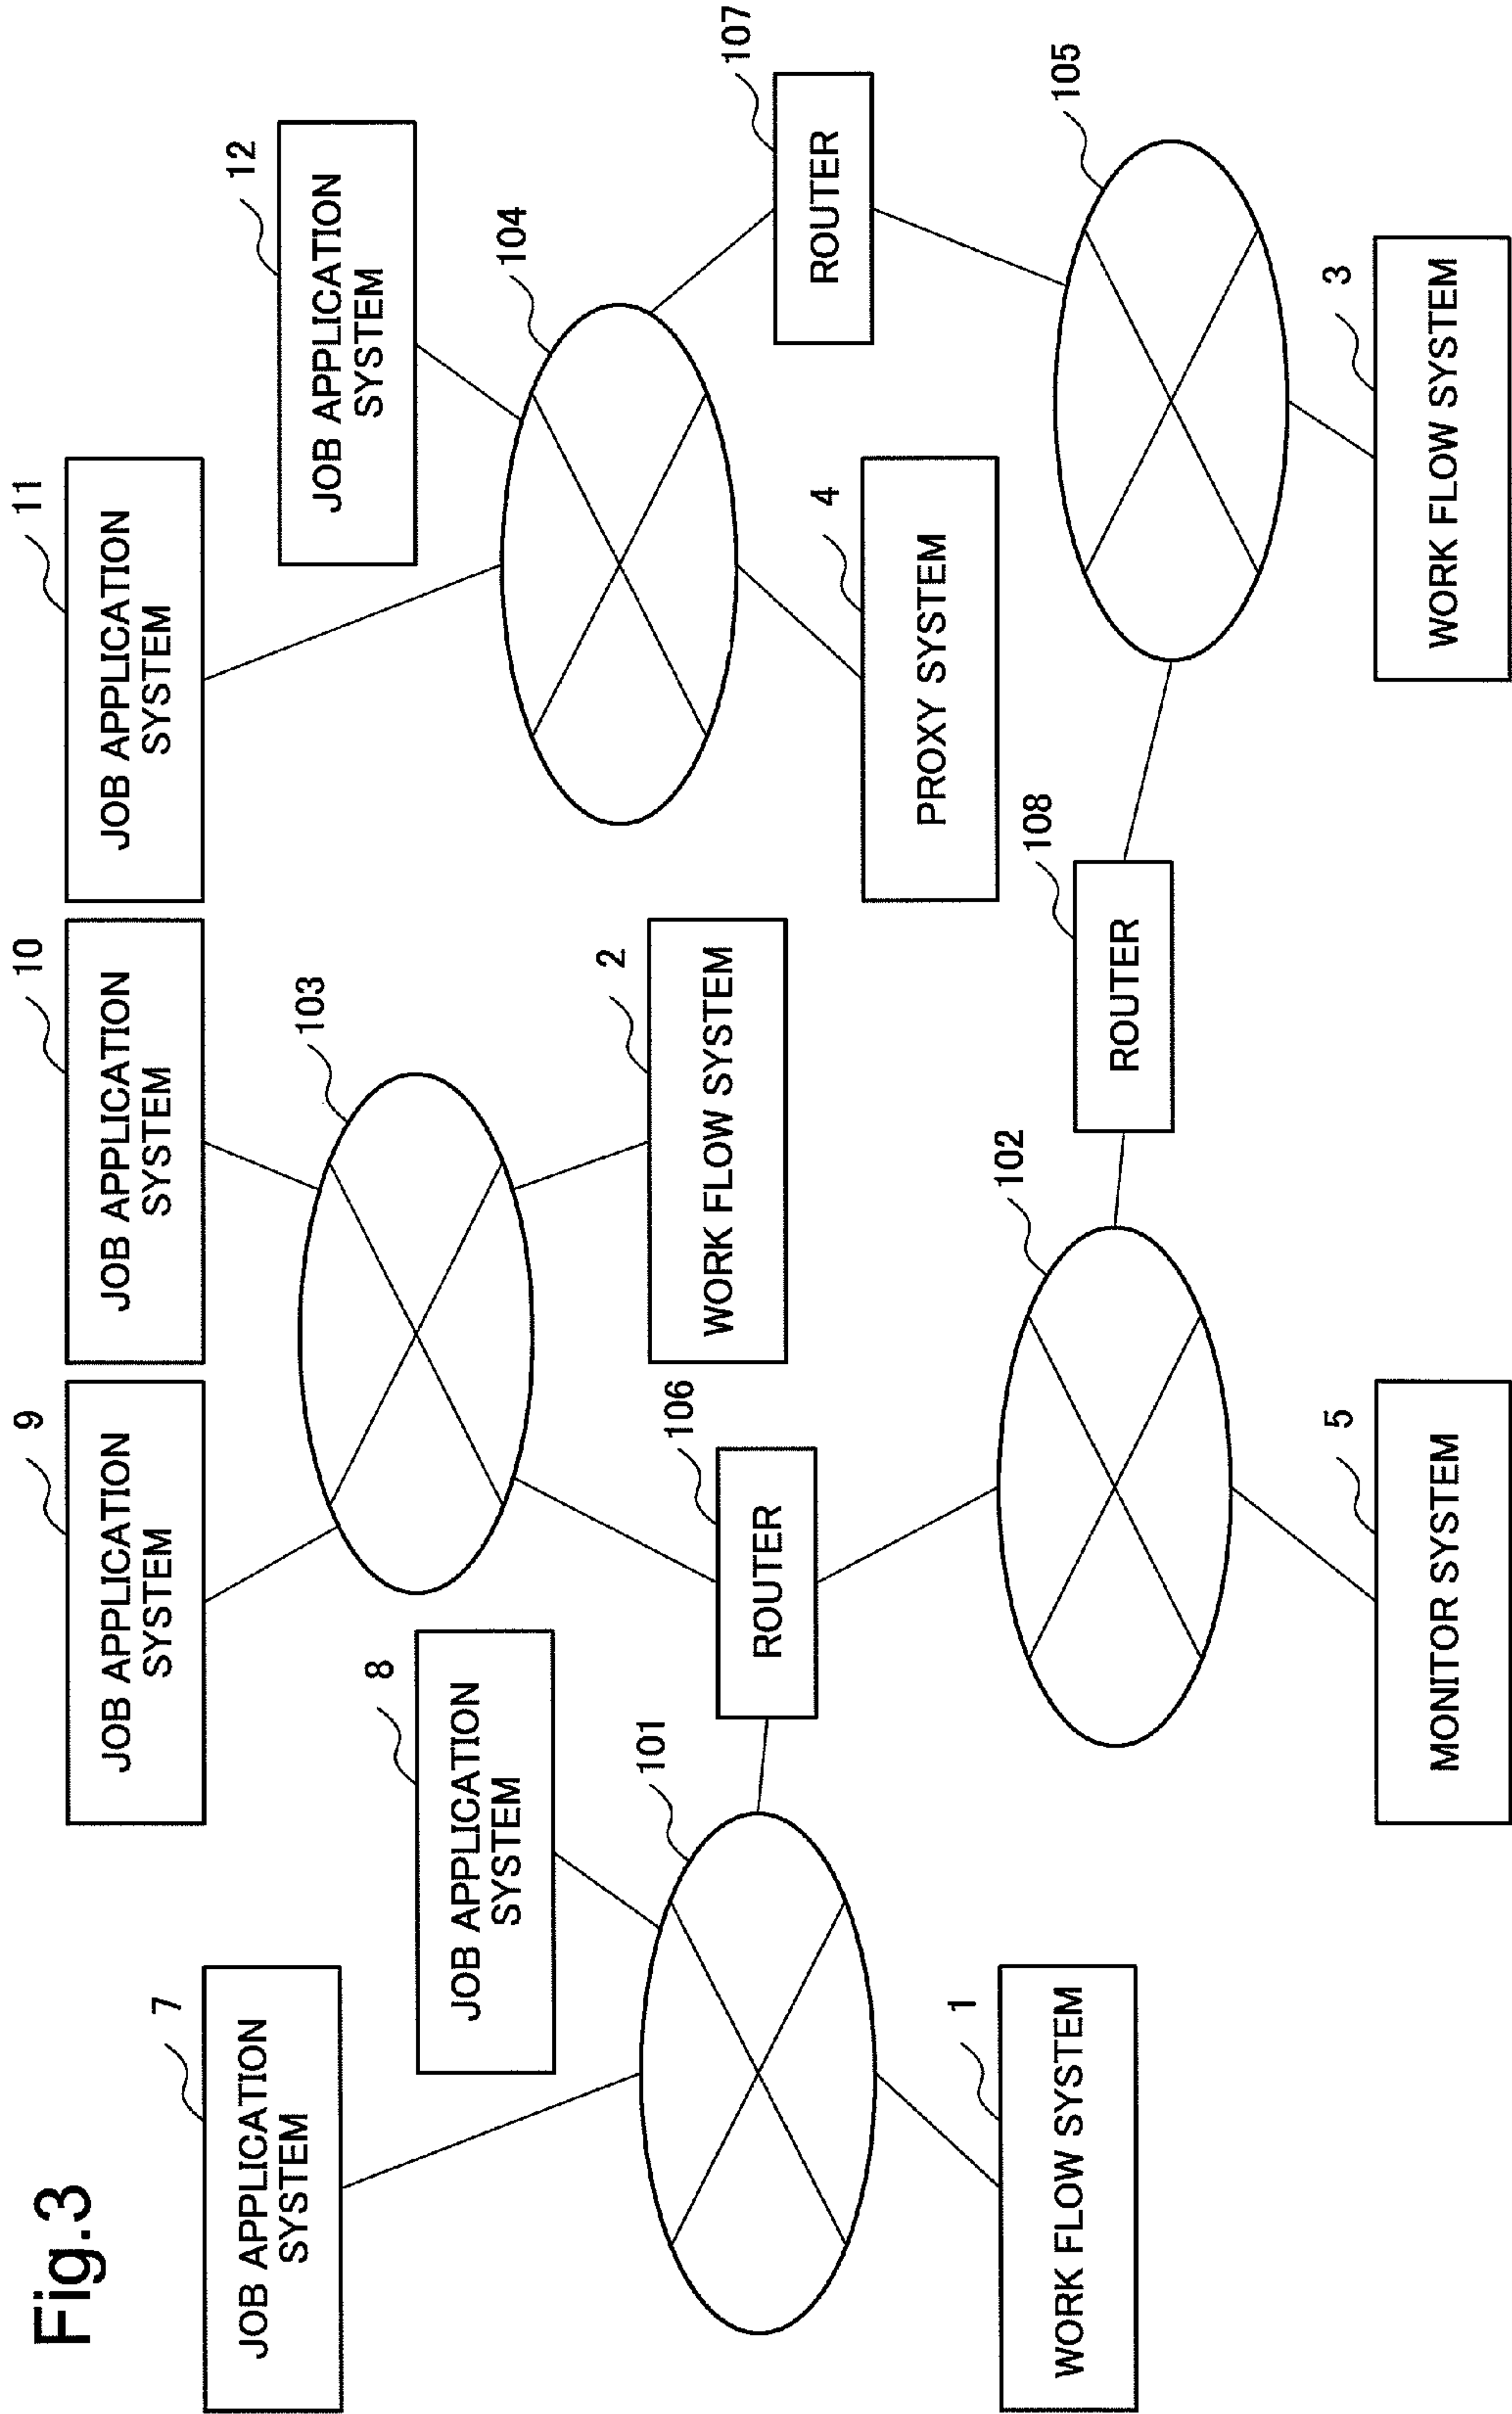 Fig.3
7
JOB APPLICATION
SYSTEM
8
JOB APPLICATION
SYSTEM
101
1
WORK FLOW SYSTEM
9
JOB APPLICATION
SYSTEM
10
JOB APPLICATION
SYSTEM
103
2
WORK FLOW SYSTEM
106
ROUTER
102
5
MONITOR SYSTEM
11
JOB APPLICATION
SYSTEM
12
JOB APPLICATION
SYSTEM
104
4
PROXY SYSTEM
107
ROUTER
108
ROUTER
105
3
WORK FLOW SYSTEM